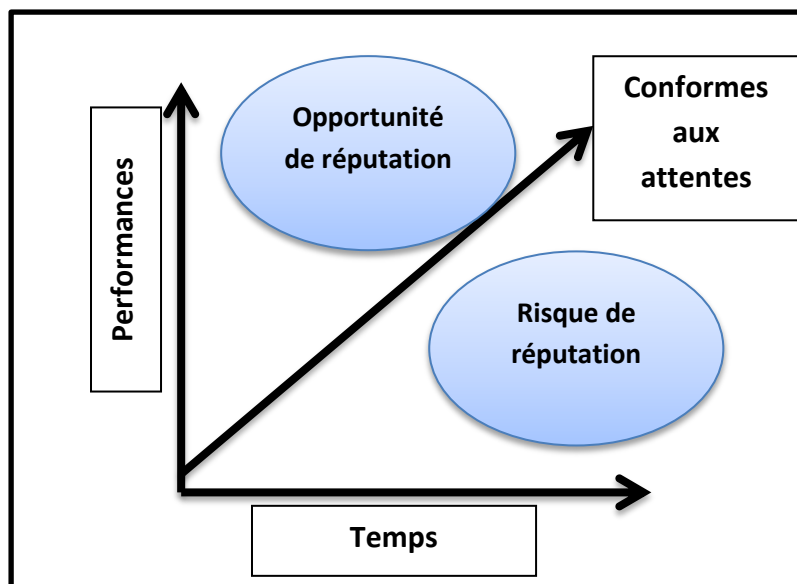 Opportunité
de réputation
Conformes
aux
attentes
Performances
Risque de
réputation
Temps